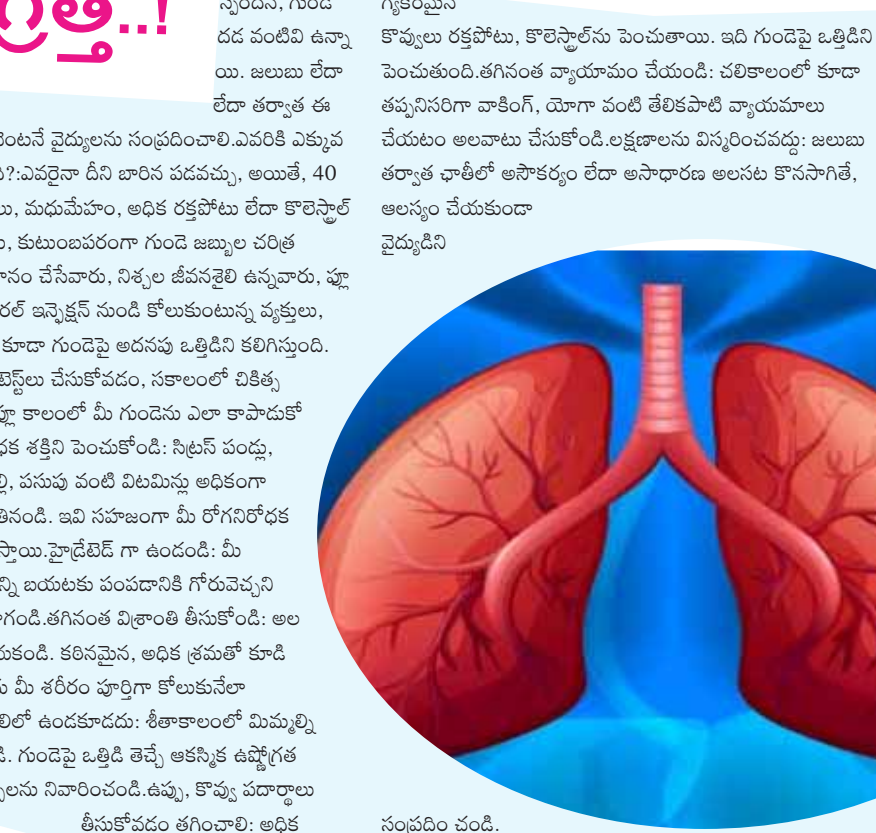 గ్రత్త..!
స్పందన, గుండె
దడ వంటివి ఉన్నా
యి. జలుబు లేదా
లేదా తర్వాత ఈ
వెంటనే వైద్యులను సంప్రదించాలి.ఎవరికి ఎక్కువ
?:ఎవరైనా దీని బారిన పడవచ్చు, అయితే, 40
లు, మధుమేహం, అధిక రక్తపోటు లేదా కొలెస్ట్రాల్
, కుటుంబపరంగా గుండె జబ్బుల చరిత్ర
నం చేసేవారు, నిశ్చల జీవనశైలి ఉన్నవారు, ఫ్లూ
రల్ ఇన్ఫెక్షన్ నుండి కోలుకుంటున్న వ్యక్తులు,
కూడా గుండెపై అదనపు ఒత్తిడిని కలిగిస్తుంది.
టెస్ట్‌లు చేసుకోవడం, సకాలంలో చికిత్స
ఫ్లూ కాలంలో మీ గుండెను ఎలా కాపాడుకో
ధక శక్తిని పెంచుకోండి: సిట్రస్ పండ్లు,
ల్లి, పసుపు వంటి విటమిన్లు అధికంగా
తినండి. ఇవి సహజంగా మీ రోగనిరోధక
స్తాయి.హైడ్రేటెడ్ గా ఉండండి: మీ
న్ని బయటకు పంపడానికి గోరువెచ్చని
గండి.తగినంత విశ్రాంతి తీసుకోండి: అల
యకండి. కఠినమైన, అధిక శ్రమతో కూడి
మీ శరీరం పూర్తిగా కోలుకునేలా
లిలో ఉండకూడదు: శీతాకాలంలో మిమ్మల్ని
డి. గుండెపై ఒత్తిడి తెచ్చే ఆకస్మిక ఉష్ణోగ్రత
లను నివారించండి.ఉప్పు, కొవ్వు పదార్థాలు
తీసుకోవడం తగ్గించాలి: అధిక
గ్యకరమైన
కొవ్వులు రక్తపోటు, కొలెస్ట్రాల్‌ను పెంచుతాయి. ఇది గుండెపై ఒత్తిడిని
పెంచుతుంది.తగినంత వ్యాయామం చేయండి: చలికాలంలో కూడా
తప్పనిసరిగా వాకింగ్, యోగా వంటి తేలికపాటి వ్యాయమాలు
చేయటం అలవాటు చేసుకోండి.లక్షణాలను విస్మరించవద్దు: జలుబు
తర్వాత ఛాతీలో అసౌకర్యం లేదా అసాధారణ అలసట కొనసాగితే,
ఆలస్యం చేయకుండా
వైద్యుడిని
సంప్రదిం చండి.